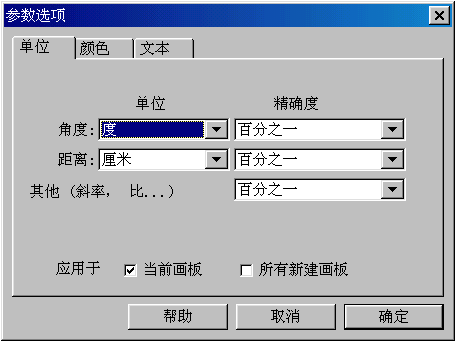 参数选项
单位 颜色 文本
单位 精确度
角度: 度 百分之一
距离: 厘米 百分之一
其他 (斜率， 比...) 百分之一
应用于 当前画板 所有新建画板
帮助 取消 确定